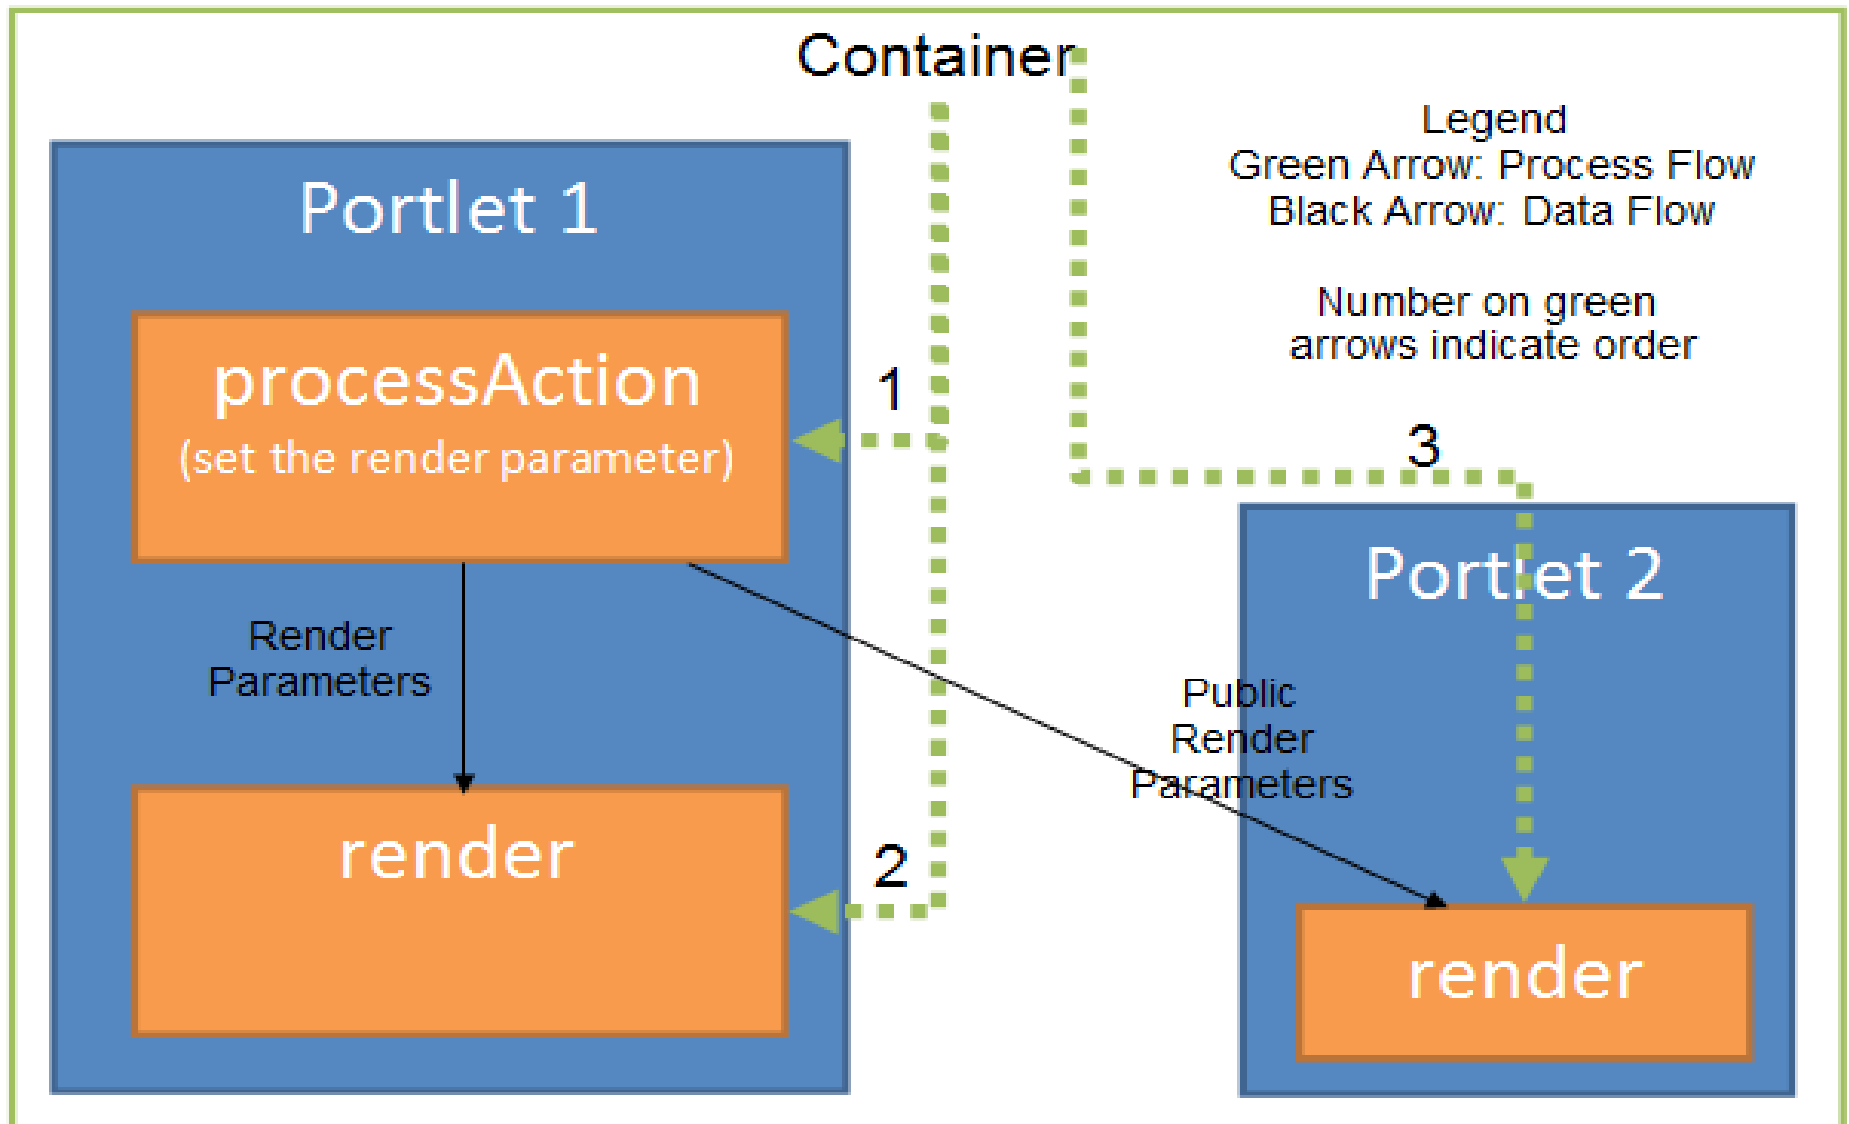 Container
Legend
Green Arrow: Process Flow
Black Arrow: Data Flow
Number on green
arrows indicate order
Portlet 1
processAction
(set the render parameter)
1
Render
Parameters
render
2
3
Portlet 2
Public
Render
Parameters
render